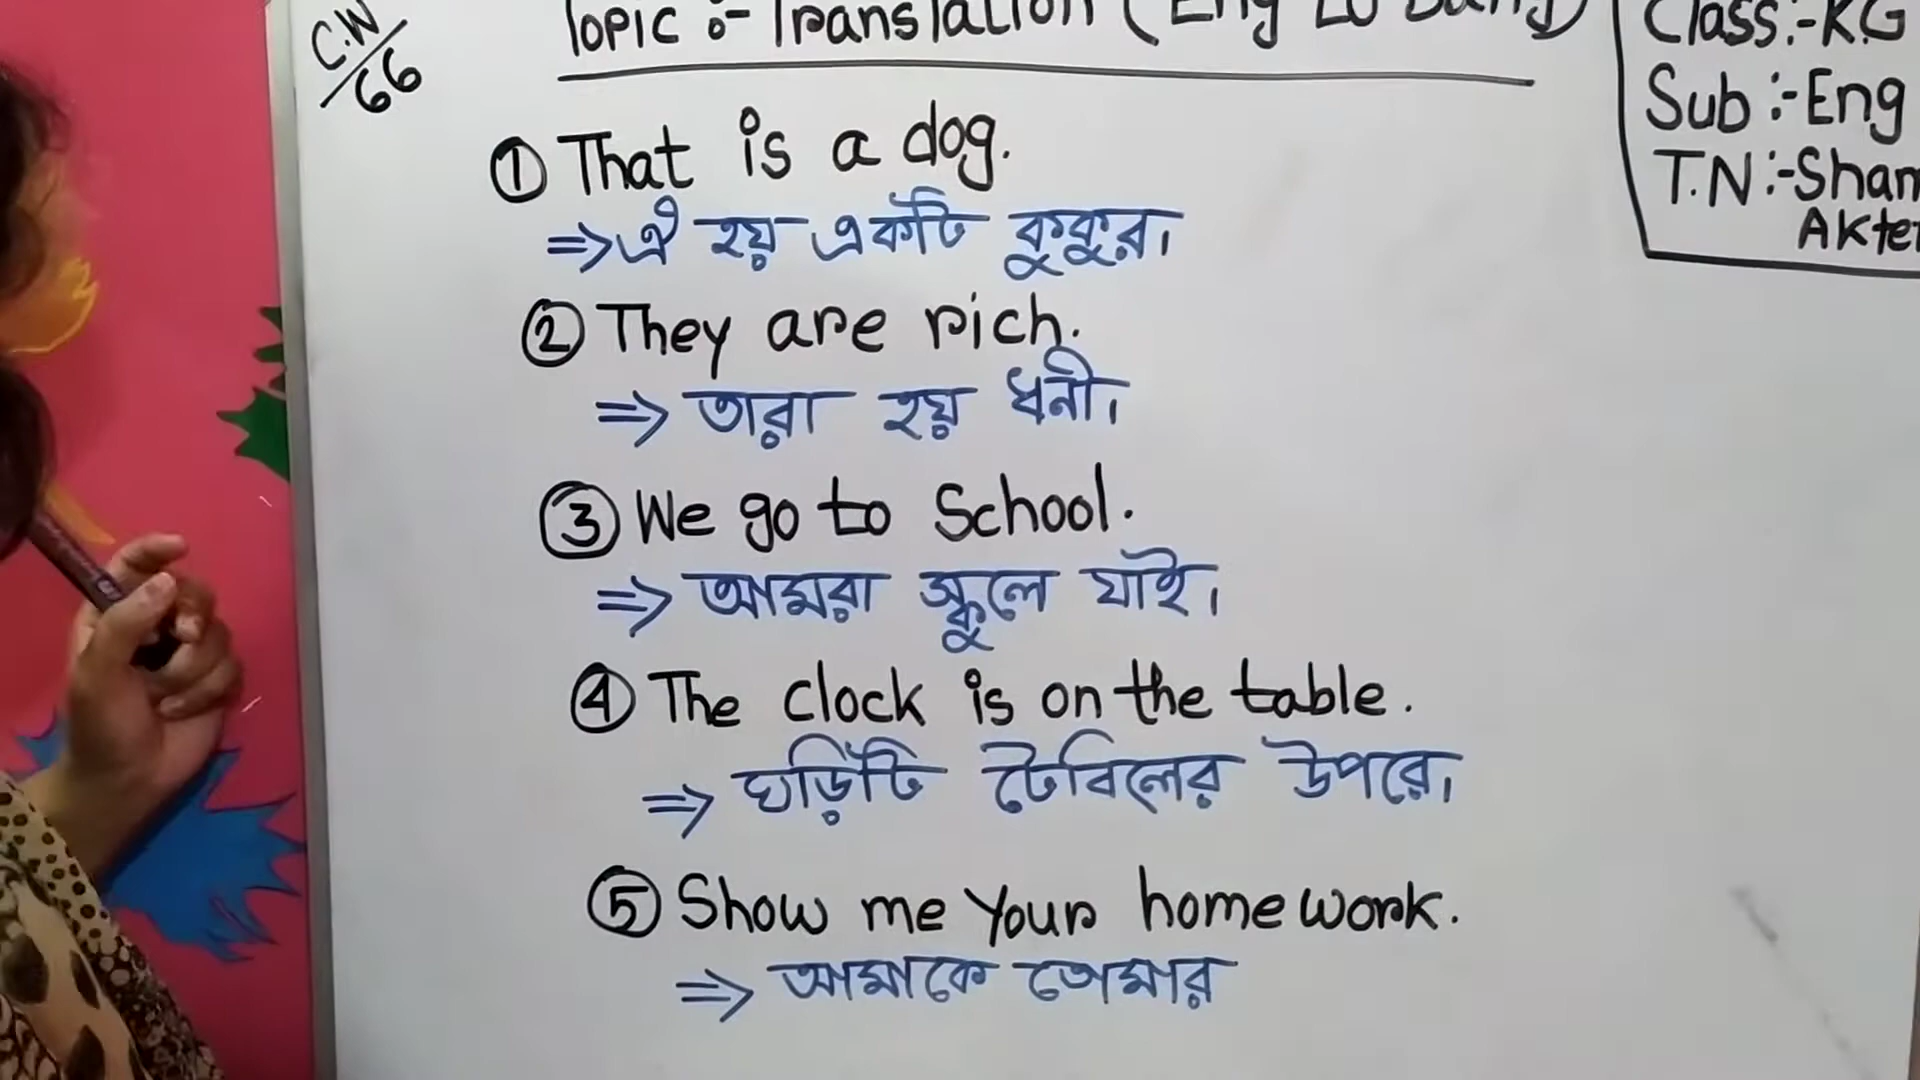 C.W/66
Topic :- Translation (Eng to Bang)
Class:-K.G
Sub :-Eng
T.N:-Sham
Akte
① That is a dog.
⇒ঐ হয় একটি কুকুর।
② They are rich.
⇒ তারা হয় ধনী।
③ We go to School.
⇒ আমরা স্কুলে যাই।
④ The clock is on the table.
⇒ ঘড়িটি টেবিলের উপরে।
⑤ Show me Your home work.
⇒ আমাকে তোমার